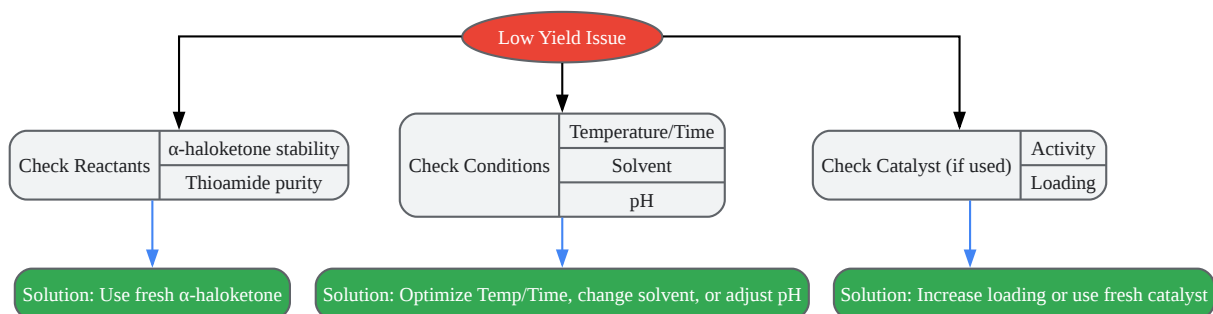 Low Yield Issue
Check Reactants
α-haloketone stability
Thioamide purity
Check Conditions
Temperature/Time
Solvent
pH
Check Catalyst (if used)
Activity
Loading
Solution: Use fresh α-haloketone
Solution: Optimize Temp/Time, change solvent, or adjust pH
Solution: Increase loading or use fresh catalyst